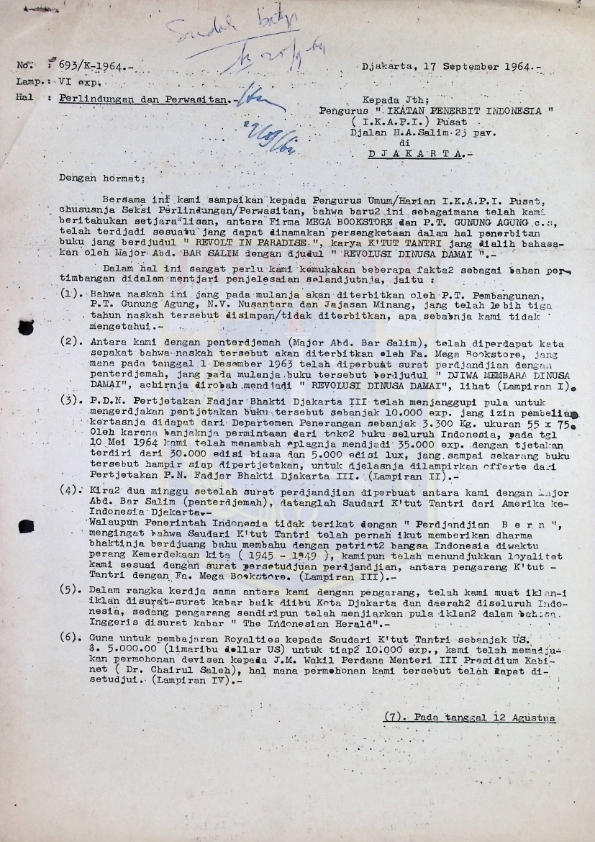 Sudah
No. : 693/K-1964.-
Djakarta, 17 September 1964.-
Lamp.: VI exp.
Hal : Perlindungan dan Perwasitan.-
Kepada Jth;
Pengurus " IKATAN PENERBIT INDONESIA "
( I.K.A.P.I.) Pusat
Djalan H.A.Salim 2j pav.
di
D J A K A R T A.-
Dengan hormat;
Bersama ini kami sampaikan kepada Pengurus Umum/Harian I.K.A.P.I. Pusat,
chususnja Seksi Perlindungan/Perwasitan, bahwa baru2 ini sebagaimana telah kami
beritahukan setjara lisan, antara Firma MEGA BOOKSTORE dan P.T. GUNUNG AGUNG c.s,
telah terdjadi sesuatu jang dapat dinamakan persengketaan dalam hal penerbitan
buku jang berdjudul " REVOLT IN PARADISE.", karya K'TUT TANTRI jang dialih bahasa-
kan oleh Major Abd. BAR SALIM dengan djudul " REVOLUSI DINUSA DAMAI ".-
Dalam hal ini sangat perlu kami kemukakan beberapa fakta2 sebagai bahan per-
timbangan didalam mentjari penjelesaian selandjutnja, jaitu :
(1). Bahwa naskah ini jang pada mulanja akan diterbitkan oleh P.T. Pembangunan,
P.T. Gunung Agung, N.V. Nusantara dan Jajasan Minang, jang telah lebih tiga
tahun naskah tersebut disimpan/tidak diterbitkan, apa sebabnja kami tidak
mengetahui.-
(2). Antara kami dengan penterdjemah (Major Abd. Bar Salim), telah diperdapat kata
sepakat bahwa naskah tersebut akan diterbitkan oleh Fa. Mega Bookstore, jang
mana pada tanggal 1 Desember 1963 telah diperbuat surat perdjandjian dengan
penterdjemah, jang pada mulanja buku tersebut berdjudul " DJIWA MEMBARA DINUSA
DAMAI", achirnja dirobah mendjadi " REVOLUSI DINUSA DAMAI", lihat (Lampiran I).
(3). P.D.N. Pertjetakan Fadjar Bhakti Djakarta III telah menjanggupi pula untuk
mengerdjakan pentjetakan buku tersebut sebanjak 10.000 exp. jang izin pembelian
kertasnja didapat dari Departemen Penerangan sebanjak 3.300 Kg. ukuran 55 x 75.
Oleh karena banjaknja permintaan dari toko2 buku seluruh Indonesia, pada tgl
10 Mei 1964 kami telah menambah oplagnja mendjadi 35.000 exp. dengan tjetakan
terdiri dari 30.000 edisi biasa dan 5.000 edisi lux, jang sampai sekarang buku
tersebut hampir siap dipertjetakan, untuk djelasnja dilampirkan offerte dari
Pertjetakan P.N. Fadjar Bhakti Djakarta III. (Lampiran II).-
(4). Kira2 dua minggu setelah surat perdjandjian diperbuat antara kami dengan Major
Abd. Bar Salim (penterdjemah), datanglah Saudari K'tut Tantri dari Amerika ke-
Indonesia Djakarta.-
Walaupun Pemerintah Indonesia tidak terikat dengan " Perdjandjian B e r n ",
mengingat bahwa Saudari K'tut Tantri telah pernah ikut memberikan dharma
bhaktinja berdjuang bahu membahu dengan patriot2 bangsa Indonesia diwaktu
perang Kemerdekaan kita ( 1945 - 1949 ), kamipun telah menundjukkan loyalitet
kami sesuai dengan surat persetudjuan perdjandjian, antara pengarang K'tut -
Tantri dengan Fa. Mega Bookstore. (Lampiran III).-
(5). Dalam rangka kerdja sama antara kami dengan pengarang, telah kami muat iklan-i
iklan disurat-surat kabar baik diibu Kota Djakarta dan daerah2 diseluruh Indo-
nesia, sedang pengarang sendiripun telah menjiarkan pula iklan2 dalam bahasa
Inggeris disurat kabar " The Indonesian Herald".-
(6). Guna untuk pembajaran Royalties kepada Saudari K'tut Tantri sebanjak US.
$. 5.000.00 (limaribu dollar US) untuk tiap2 10.000 exp., kami telah memadju-
kan permohonan devisen kepada J.M. Wakil Perdana Menteri III Presidium Kabi-
net ( Dr. Chairul Saleh), hal mana permohonan kami tersebut telah dapat di-
setudjui. (Lampiran IV).-
(7). Pada tanggal 12 Agustus